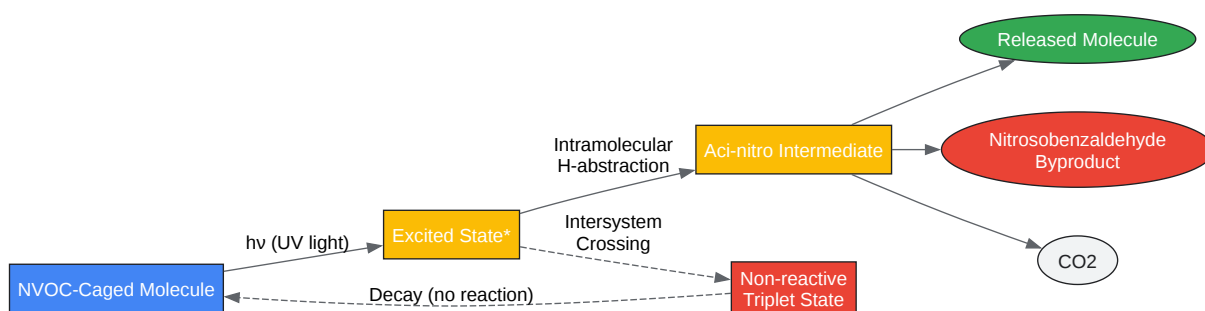 Released Molecule
Nitrosobenzaldehyde
Byproduct
Intramolecular
H-abstraction
Aci-nitro Intermediate
hν (UV light)
Excited State*
Intersystem
Crossing
CO2
NVOC-Caged Molecule
Decay (no reaction)
Non-reactive
Triplet State